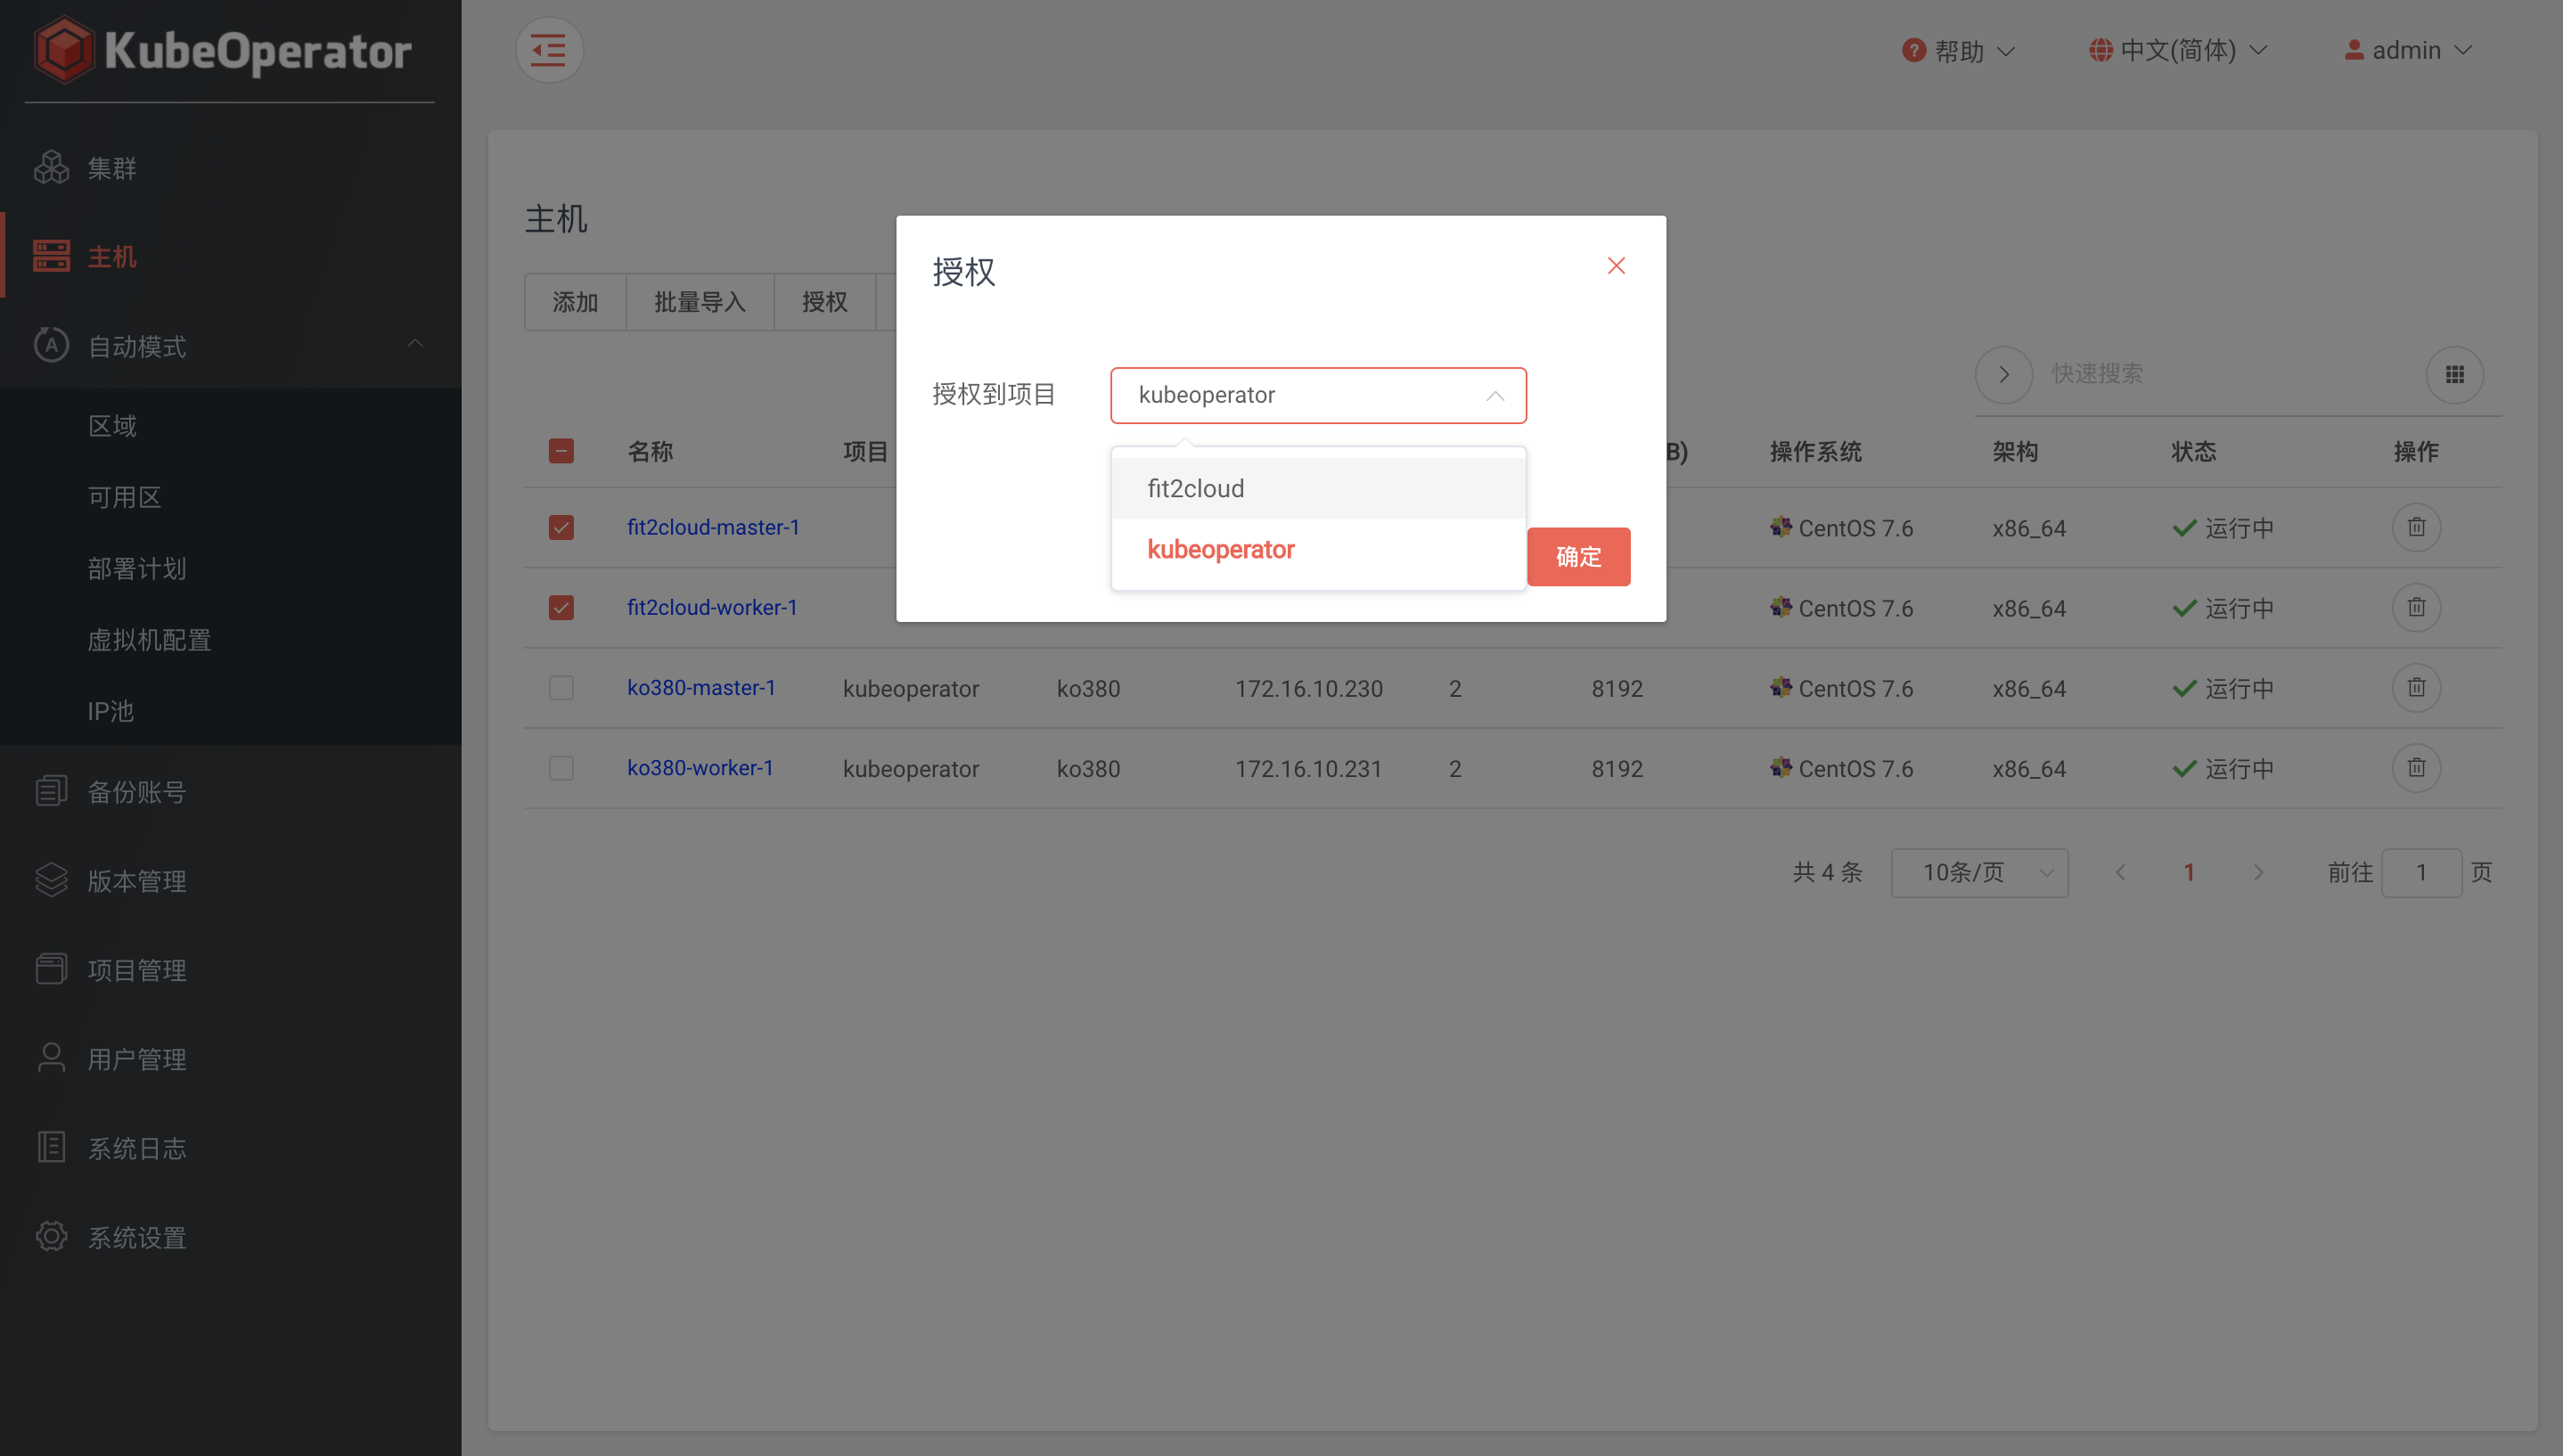 KubeOperator
集群
主机
自动模式
区域
可用区
部署计划
虚拟机配置
IP池
备份账号
版本管理
项目管理
用户管理
系统日志
系统设置
帮助 中文(简体) admin
主机
添加 批量导入 授权
快速搜索
授权
授权到项目 kubeoperator
fit2cloud
kubeoperator
确定
名称 项目 B) 操作系统 架构 状态 操作
fit2cloud-master-1 CentOS 7.6 x86_64 运行中
fit2cloud-worker-1 CentOS 7.6 x86_64 运行中
ko380-master-1 kubeoperator ko380 172.16.10.230 2 8192 CentOS 7.6 x86_64 运行中
ko380-worker-1 kubeoperator ko380 172.16.10.231 2 8192 CentOS 7.6 x86_64 运行中
共 4 条 10条/页 1 前往 1 页